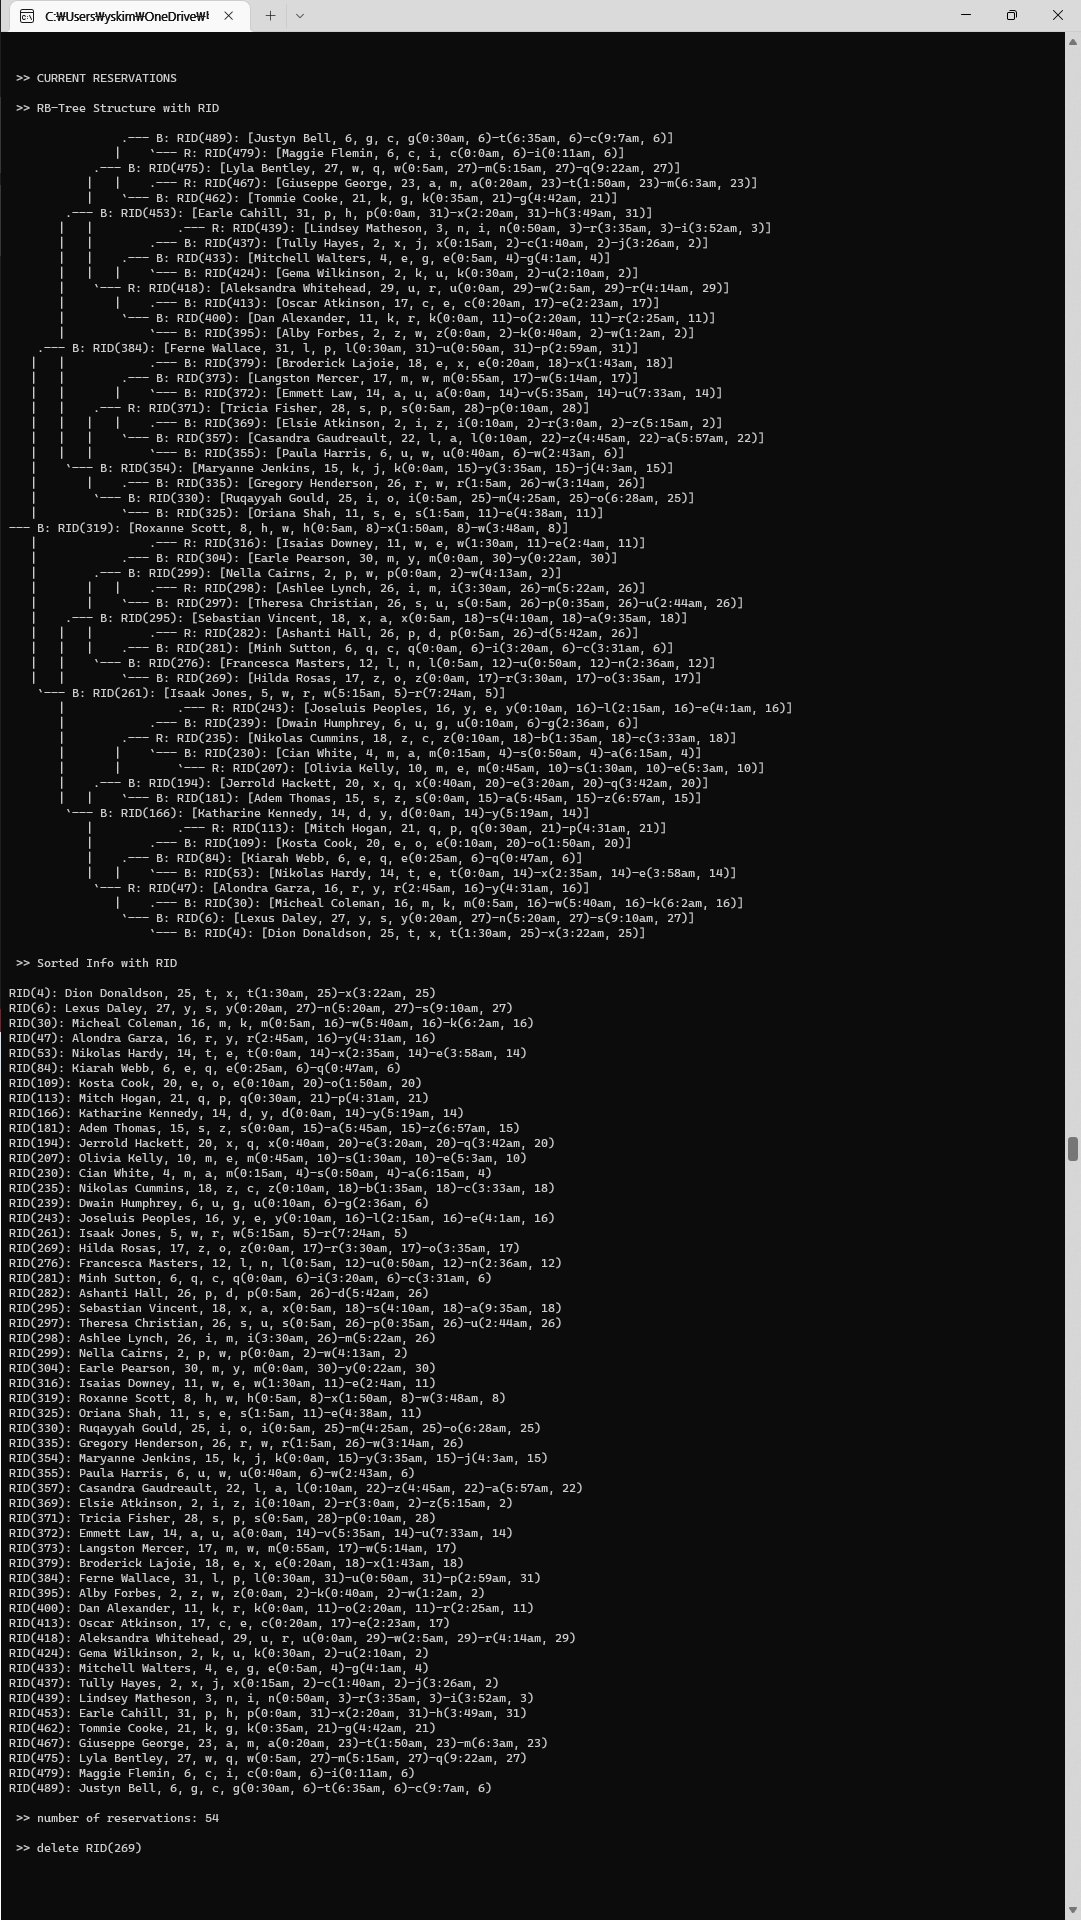 C:₩Users₩yskim₩OneDrive₩
>> CURRENT RESERVATIONS
>> RB-Tree Structure with RID
.--- B: RID(489): [Justyn Bell, 6, g, c, g(0:30am, 6)-t(6:35am, 6)-c(9:7am, 6)]
| `--- R: RID(479): [Maggie Flemin, 6, c, i, c(0:0am, 6)-i(0:11am, 6)]
.--- B: RID(475): [Lyla Bentley, 27, w, q, w(0:5am, 27)-m(5:15am, 27)-q(9:22am, 27)]
| | .--- R: RID(467): [Giuseppe George, 23, a, m, a(0:20am, 23)-t(1:50am, 23)-m(6:3am, 23)]
| `--- B: RID(462): [Tommie Cooke, 21, k, g, k(0:35am, 21)-g(4:42am, 21)]
.--- B: RID(453): [Earle Cahill, 31, p, h, p(0:0am, 31)-x(2:20am, 31)-h(3:49am, 31)]
| | .--- R: RID(439): [Lindsey Matheson, 3, n, i, n(0:50am, 3)-r(3:35am, 3)-i(3:52am, 3)]
| | .--- B: RID(437): [Tully Hayes, 2, x, j, x(0:15am, 2)-c(1:40am, 2)-j(3:26am, 2)]
| | .--- B: RID(433): [Mitchell Walters, 4, e, g, e(0:5am, 4)-g(4:1am, 4)]
| | | `--- B: RID(424): [Gema Wilkinson, 2, k, u, k(0:30am, 2)-u(2:10am, 2)]
| `--- R: RID(418): [Aleksandra Whitehead, 29, u, r, u(0:0am, 29)-w(2:5am, 29)-r(4:14am, 29)]
| | .--- B: RID(413): [Oscar Atkinson, 17, c, e, c(0:20am, 17)-e(2:23am, 17)]
| `--- B: RID(400): [Dan Alexander, 11, k, r, k(0:0am, 11)-o(2:20am, 11)-r(2:25am, 11)]
| `--- B: RID(395): [Alby Forbes, 2, z, w, z(0:0am, 2)-k(0:40am, 2)-w(1:2am, 2)]
.--- B: RID(384): [Ferne Wallace, 31, l, p, l(0:30am, 31)-u(0:50am, 31)-p(2:59am, 31)]
| | .--- B: RID(379): [Broderick Lajoie, 18, e, x, e(0:20am, 18)-x(1:43am, 18)]
| | .--- B: RID(373): [Langston Mercer, 17, m, w, m(0:55am, 17)-w(5:14am, 17)]
| | | `--- B: RID(372): [Emmett Law, 14, a, u, a(0:0am, 14)-v(5:35am, 14)-u(7:33am, 14)]
| | .--- R: RID(371): [Tricia Fisher, 28, s, p, s(0:5am, 28)-p(0:10am, 28)]
| | | | .--- B: RID(369): [Elsie Atkinson, 2, i, z, i(0:10am, 2)-r(3:0am, 2)-z(5:15am, 2)]
| | | `--- B: RID(357): [Casandra Gaudreault, 22, l, a, l(0:10am, 22)-z(4:45am, 22)-a(5:57am, 22)]
| | | `--- B: RID(355): [Paula Harris, 6, u, w, u(0:40am, 6)-w(2:43am, 6)]
| `--- B: RID(354): [Maryanne Jenkins, 15, k, j, k(0:0am, 15)-y(3:35am, 15)-j(4:3am, 15)]
| | .--- B: RID(335): [Gregory Henderson, 26, r, w, r(1:5am, 26)-w(3:14am, 26)]
| `--- B: RID(330): [Ruqayyah Gould, 25, i, o, i(0:5am, 25)-m(4:25am, 25)-o(6:28am, 25)]
| `--- B: RID(325): [Oriana Shah, 11, s, e, s(1:5am, 11)-e(4:38am, 11)]
--- B: RID(319): [Roxanne Scott, 8, h, w, h(0:5am, 8)-x(1:50am, 8)-w(3:48am, 8)]
| .--- R: RID(316): [Isaias Downey, 11, w, e, w(1:30am, 11)-e(2:4am, 11)]
| .--- B: RID(304): [Earle Pearson, 30, m, y, m(0:0am, 30)-y(0:22am, 30)]
| .--- B: RID(299): [Nella Cairns, 2, p, w, p(0:0am, 2)-w(4:13am, 2)]
| | | .--- R: RID(298): [Ashlee Lynch, 26, i, m, i(3:30am, 26)-m(5:22am, 26)]
| | `--- B: RID(297): [Theresa Christian, 26, s, u, s(0:5am, 26)-p(0:35am, 26)-u(2:44am, 26)]
| .--- B: RID(295): [Sebastian Vincent, 18, x, a, x(0:5am, 18)-s(4:10am, 18)-a(9:35am, 18)]
| | | .--- R: RID(282): [Ashanti Hall, 26, p, d, p(0:5am, 26)-d(5:42am, 26)]
| | | .--- B: RID(281): [Minh Sutton, 6, q, c, q(0:0am, 6)-i(3:20am, 6)-c(3:31am, 6)]
| | `--- B: RID(276): [Francesca Masters, 12, l, n, l(0:5am, 12)-u(0:50am, 12)-n(2:36am, 12)]
| | `--- B: RID(269): [Hilda Rosas, 17, z, o, z(0:0am, 17)-r(3:30am, 17)-o(3:35am, 17)]
`--- B: RID(261): [Isaak Jones, 5, w, r, w(5:15am, 5)-r(7:24am, 5)]
| .--- R: RID(243): [Joseluis Peoples, 16, y, e, y(0:10am, 16)-l(2:15am, 16)-e(4:1am, 16)]
| .--- B: RID(239): [Dwain Humphrey, 6, u, g, u(0:10am, 6)-g(2:36am, 6)]
| .--- R: RID(235): [Nikolas Cummins, 18, z, c, z(0:10am, 18)-b(1:35am, 18)-c(3:33am, 18)]
| | `--- B: RID(230): [Cian White, 4, m, a, m(0:15am, 4)-s(0:50am, 4)-a(6:15am, 4)]
| | `--- R: RID(207): [Olivia Kelly, 10, m, e, m(0:45am, 10)-s(1:30am, 10)-e(5:3am, 10)]
| .--- B: RID(194): [Jerrold Hackett, 20, x, q, x(0:40am, 20)-e(3:20am, 20)-q(3:42am, 20)]
| | `--- B: RID(181): [Adem Thomas, 15, s, z, s(0:0am, 15)-a(5:45am, 15)-z(6:57am, 15)]
`--- B: RID(166): [Katharine Kennedy, 14, d, y, d(0:0am, 14)-y(5:19am, 14)]
| .--- R: RID(113): [Mitch Hogan, 21, q, p, q(0:30am, 21)-p(4:31am, 21)]
| .--- B: RID(109): [Kosta Cook, 20, e, o, e(0:10am, 20)-o(1:50am, 20)]
| .--- B: RID(84): [Kiarah Webb, 6, e, q, e(0:25am, 6)-q(0:47am, 6)]
| | `--- B: RID(53): [Nikolas Hardy, 14, t, e, t(0:0am, 14)-x(2:35am, 14)-e(3:58am, 14)]
`--- R: RID(47): [Alondra Garza, 16, r, y, r(2:45am, 16)-y(4:31am, 16)]
| .--- B: RID(30): [Micheal Coleman, 16, m, k, m(0:5am, 16)-w(5:40am, 16)-k(6:2am, 16)]
`--- B: RID(6): [Lexus Daley, 27, y, s, y(0:20am, 27)-n(5:20am, 27)-s(9:10am, 27)]
`--- B: RID(4): [Dion Donaldson, 25, t, x, t(1:30am, 25)-x(3:22am, 25)]
>> Sorted Info with RID
RID(4): Dion Donaldson, 25, t, x, t(1:30am, 25)-x(3:22am, 25)
RID(6): Lexus Daley, 27, y, s, y(0:20am, 27)-n(5:20am, 27)-s(9:10am, 27)
RID(30): Micheal Coleman, 16, m, k, m(0:5am, 16)-w(5:40am, 16)-k(6:2am, 16)
RID(47): Alondra Garza, 16, r, y, r(2:45am, 16)-y(4:31am, 16)
RID(53): Nikolas Hardy, 14, t, e, t(0:0am, 14)-x(2:35am, 14)-e(3:58am, 14)
RID(84): Kiarah Webb, 6, e, q, e(0:25am, 6)-q(0:47am, 6)
RID(109): Kosta Cook, 20, e, o, e(0:10am, 20)-o(1:50am, 20)
RID(113): Mitch Hogan, 21, q, p, q(0:30am, 21)-p(4:31am, 21)
RID(166): Katharine Kennedy, 14, d, y, d(0:0am, 14)-y(5:19am, 14)
RID(181): Adem Thomas, 15, s, z, s(0:0am, 15)-a(5:45am, 15)-z(6:57am, 15)
RID(194): Jerrold Hackett, 20, x, q, x(0:40am, 20)-e(3:20am, 20)-q(3:42am, 20)
RID(207): Olivia Kelly, 10, m, e, m(0:45am, 10)-s(1:30am, 10)-e(5:3am, 10)
RID(230): Cian White, 4, m, a, m(0:15am, 4)-s(0:50am, 4)-a(6:15am, 4)
RID(235): Nikolas Cummins, 18, z, c, z(0:10am, 18)-b(1:35am, 18)-c(3:33am, 18)
RID(239): Dwain Humphrey, 6, u, g, u(0:10am, 6)-g(2:36am, 6)
RID(243): Joseluis Peoples, 16, y, e, y(0:10am, 16)-l(2:15am, 16)-e(4:1am, 16)
RID(261): Isaak Jones, 5, w, r, w(5:15am, 5)-r(7:24am, 5)
RID(269): Hilda Rosas, 17, z, o, z(0:0am, 17)-r(3:30am, 17)-o(3:35am, 17)
RID(276): Francesca Masters, 12, l, n, l(0:5am, 12)-u(0:50am, 12)-n(2:36am, 12)
RID(281): Minh Sutton, 6, q, c, q(0:0am, 6)-i(3:20am, 6)-c(3:31am, 6)
RID(282): Ashanti Hall, 26, p, d, p(0:5am, 26)-d(5:42am, 26)
RID(295): Sebastian Vincent, 18, x, a, x(0:5am, 18)-s(4:10am, 18)-a(9:35am, 18)
RID(297): Theresa Christian, 26, s, u, s(0:5am, 26)-p(0:35am, 26)-u(2:44am, 26)
RID(298): Ashlee Lynch, 26, i, m, i(3:30am, 26)-m(5:22am, 26)
RID(299): Nella Cairns, 2, p, w, p(0:0am, 2)-w(4:13am, 2)
RID(304): Earle Pearson, 30, m, y, m(0:0am, 30)-y(0:22am, 30)
RID(316): Isaias Downey, 11, w, e, w(1:30am, 11)-e(2:4am, 11)
RID(319): Roxanne Scott, 8, h, w, h(0:5am, 8)-x(1:50am, 8)-w(3:48am, 8)
RID(325): Oriana Shah, 11, s, e, s(1:5am, 11)-e(4:38am, 11)
RID(330): Ruqayyah Gould, 25, i, o, i(0:5am, 25)-m(4:25am, 25)-o(6:28am, 25)
RID(335): Gregory Henderson, 26, r, w, r(1:5am, 26)-w(3:14am, 26)
RID(354): Maryanne Jenkins, 15, k, j, k(0:0am, 15)-y(3:35am, 15)-j(4:3am, 15)
RID(355): Paula Harris, 6, u, w, u(0:40am, 6)-w(2:43am, 6)
RID(357): Casandra Gaudreault, 22, l, a, l(0:10am, 22)-z(4:45am, 22)-a(5:57am, 22)
RID(369): Elsie Atkinson, 2, i, z, i(0:10am, 2)-r(3:0am, 2)-z(5:15am, 2)
RID(371): Tricia Fisher, 28, s, p, s(0:5am, 28)-p(0:10am, 28)
RID(372): Emmett Law, 14, a, u, a(0:0am, 14)-v(5:35am, 14)-u(7:33am, 14)
RID(373): Langston Mercer, 17, m, w, m(0:55am, 17)-w(5:14am, 17)
RID(379): Broderick Lajoie, 18, e, x, e(0:20am, 18)-x(1:43am, 18)
RID(384): Ferne Wallace, 31, l, p, l(0:30am, 31)-u(0:50am, 31)-p(2:59am, 31)
RID(395): Alby Forbes, 2, z, w, z(0:0am, 2)-k(0:40am, 2)-w(1:2am, 2)
RID(400): Dan Alexander, 11, k, r, k(0:0am, 11)-o(2:20am, 11)-r(2:25am, 11)
RID(413): Oscar Atkinson, 17, c, e, c(0:20am, 17)-e(2:23am, 17)
RID(418): Aleksandra Whitehead, 29, u, r, u(0:0am, 29)-w(2:5am, 29)-r(4:14am, 29)
RID(424): Gema Wilkinson, 2, k, u, k(0:30am, 2)-u(2:10am, 2)
RID(433): Mitchell Walters, 4, e, g, e(0:5am, 4)-g(4:1am, 4)
RID(437): Tully Hayes, 2, x, j, x(0:15am, 2)-c(1:40am, 2)-j(3:26am, 2)
RID(439): Lindsey Matheson, 3, n, i, n(0:50am, 3)-r(3:35am, 3)-i(3:52am, 3)
RID(453): Earle Cahill, 31, p, h, p(0:0am, 31)-x(2:20am, 31)-h(3:49am, 31)
RID(462): Tommie Cooke, 21, k, g, k(0:35am, 21)-g(4:42am, 21)
RID(467): Giuseppe George, 23, a, m, a(0:20am, 23)-t(1:50am, 23)-m(6:3am, 23)
RID(475): Lyla Bentley, 27, w, q, w(0:5am, 27)-m(5:15am, 27)-q(9:22am, 27)
RID(479): Maggie Flemin, 6, c, i, c(0:0am, 6)-i(0:11am, 6)
RID(489): Justyn Bell, 6, g, c, g(0:30am, 6)-t(6:35am, 6)-c(9:7am, 6)
>> number of reservations: 54
>> delete RID(269)